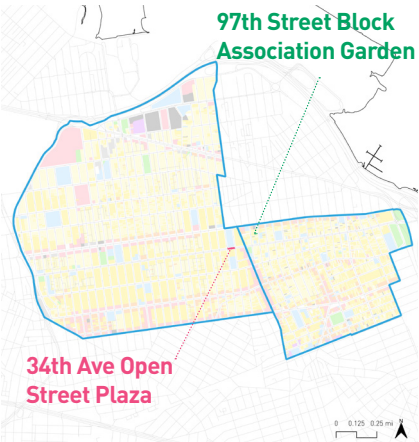 97th Street Block
Association Garden
34th Ave Open
Street Plaza
0 0.125 0.25 mi
N